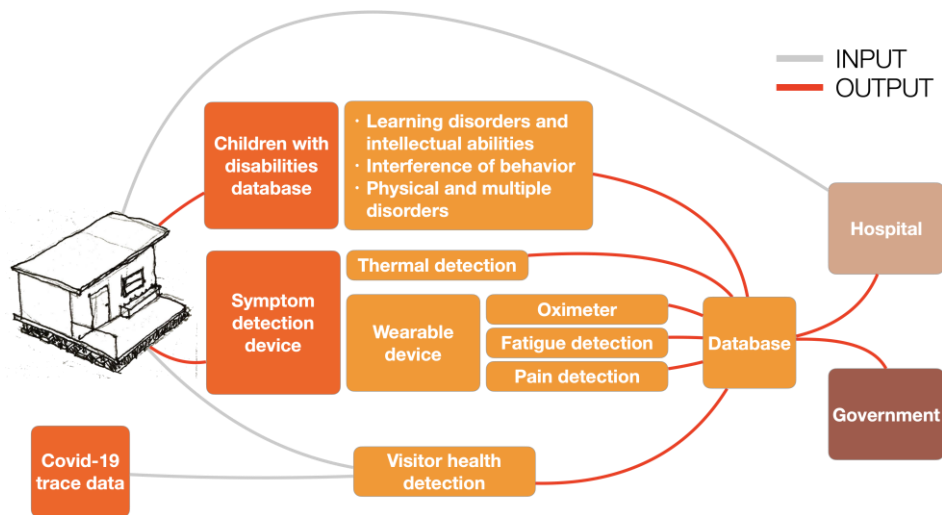 INPUT
OUTPUT
Children with
disabilities
database
· Learning disorders and
intellectual abilities
· Interference of behavior
· Physical and multiple
disorders
Hospital
Thermal detection
Symptom
detection
device
Wearable
device
Oximeter
Fatigue detection
Pain detection
Database
Government
Covid-19
trace data
Visitor health
detection